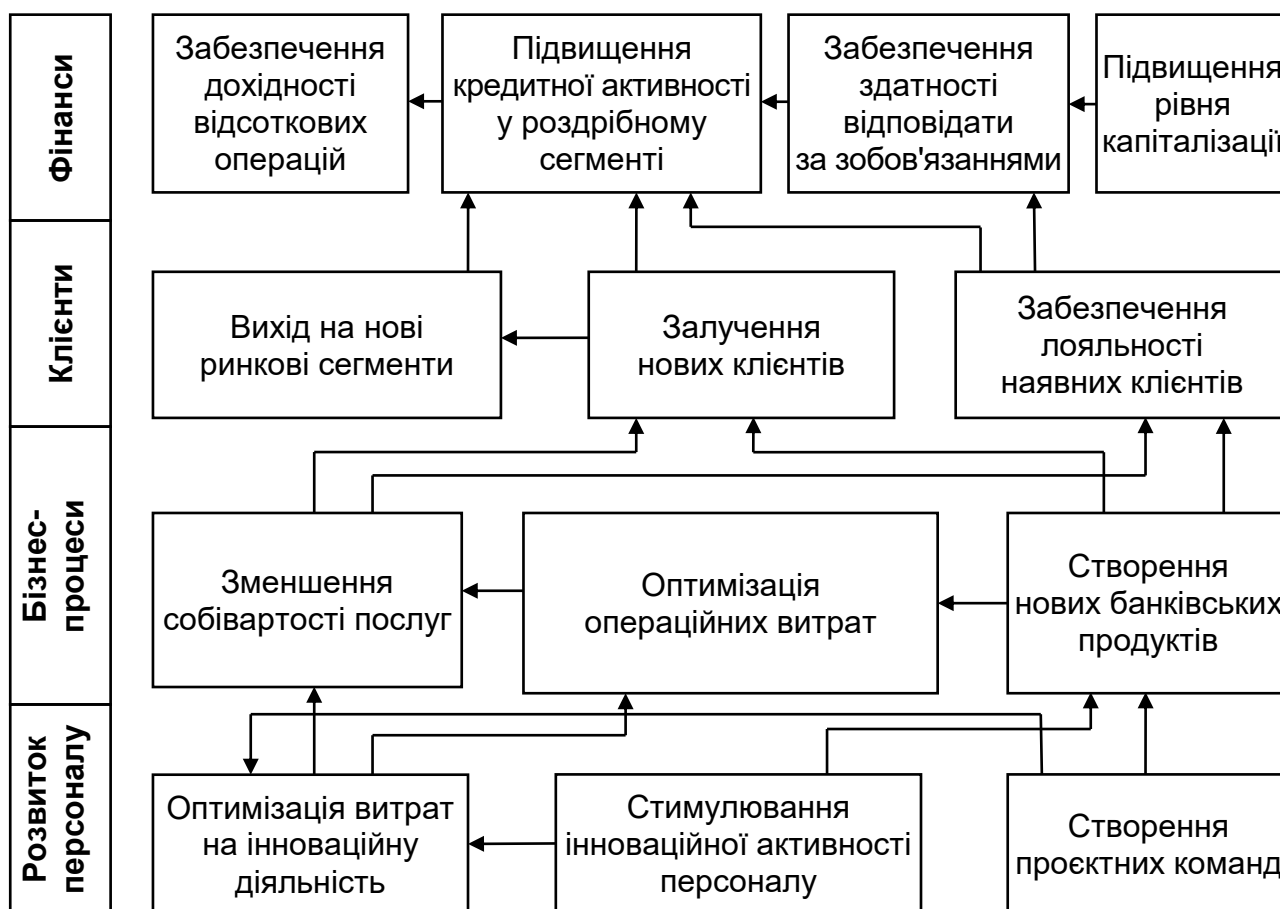 Фінанси
Забезпечення
дохідності
відсоткових
операцій
Підвищення
кредитної активності
у роздрібному
сегменті
Забезпечення
здатності
відповідати
за зобов'язаннями
Підвищення
рівня
капіталізації
Клієнти
Вихід на нові
ринкові сегменти
Залучення
нових клієнтів
Забезпечення
лояльності
наявних клієнтів
Бізнес-
процеси
Зменшення
собівартості послуг
Оптимізація
операційних витрат
Створення
нових банківських
продуктів
Розвиток
персоналу
Оптимізація витрат
на інноваційну
діяльність
Стимулювання
інноваційної активності
персоналу
Створення
проєктних команд